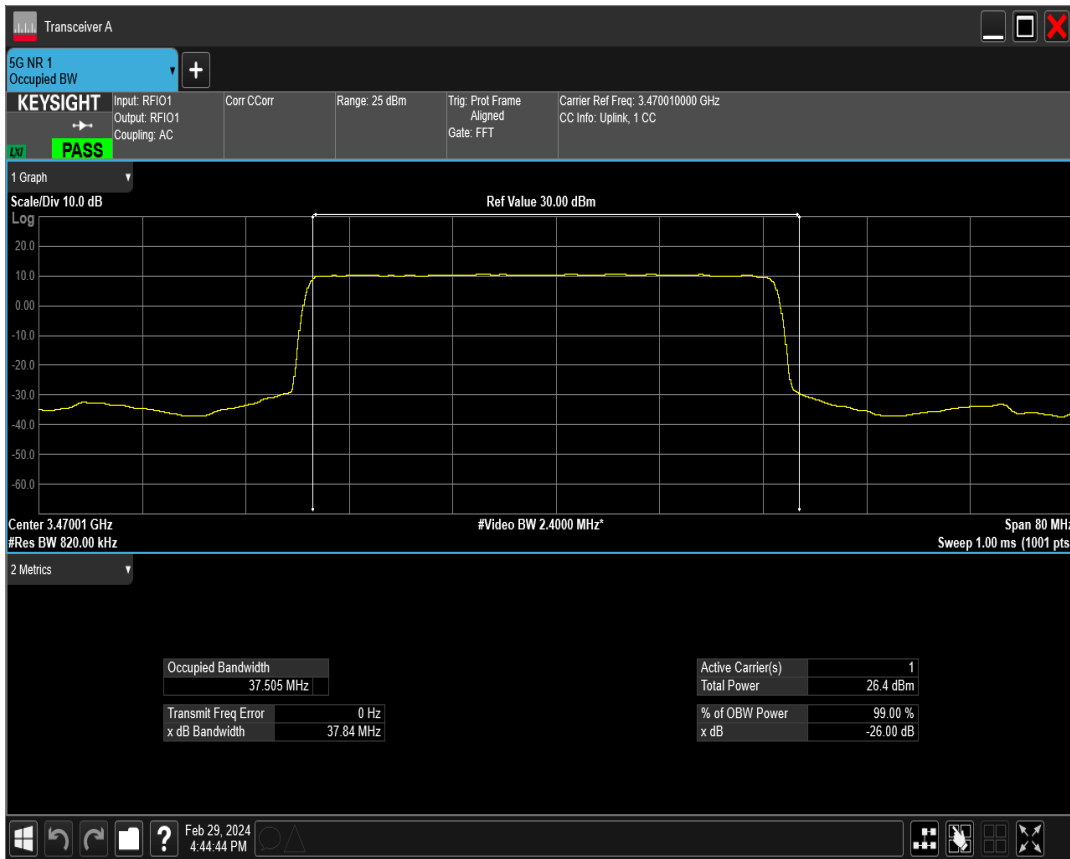 Transceiver A
5G NR 1
Occupied BW
KEYSIGHT
LXI
PASS
Input: RFIO1
Output: RFIO1
Coupling: AC
Corr CCorr
Range: 25 dBm
Trig: Prot Frame
Aligned
Gate: FFT
Carrier Ref Freq: 3.470010000 GHz
CC Info: Uplink, 1 CC
1 Graph
Scale/Div 10.0 dB
Ref Value 30.00 dBm
Log
20.0
10.0
0.00
-10.0
-20.0
-30.0
-40.0
-50.0
-60.0
Center 3.47001 GHz
#Video BW 2.4000 MHz*
Span 80 MHz
#Res BW 820.00 kHz
Sweep 1.00 ms (1001 pts
2 Metrics
Occupied Bandwidth
37.505 MHz
Transmit Freq Error 0 Hz
x dB Bandwidth 37.84 MHz
Active Carrier(s) 1
Total Power 26.4 dBm
% of OBW Power 99.00 %
x dB -26.00 dB
?
Feb 29, 2024
4:44:44 PM